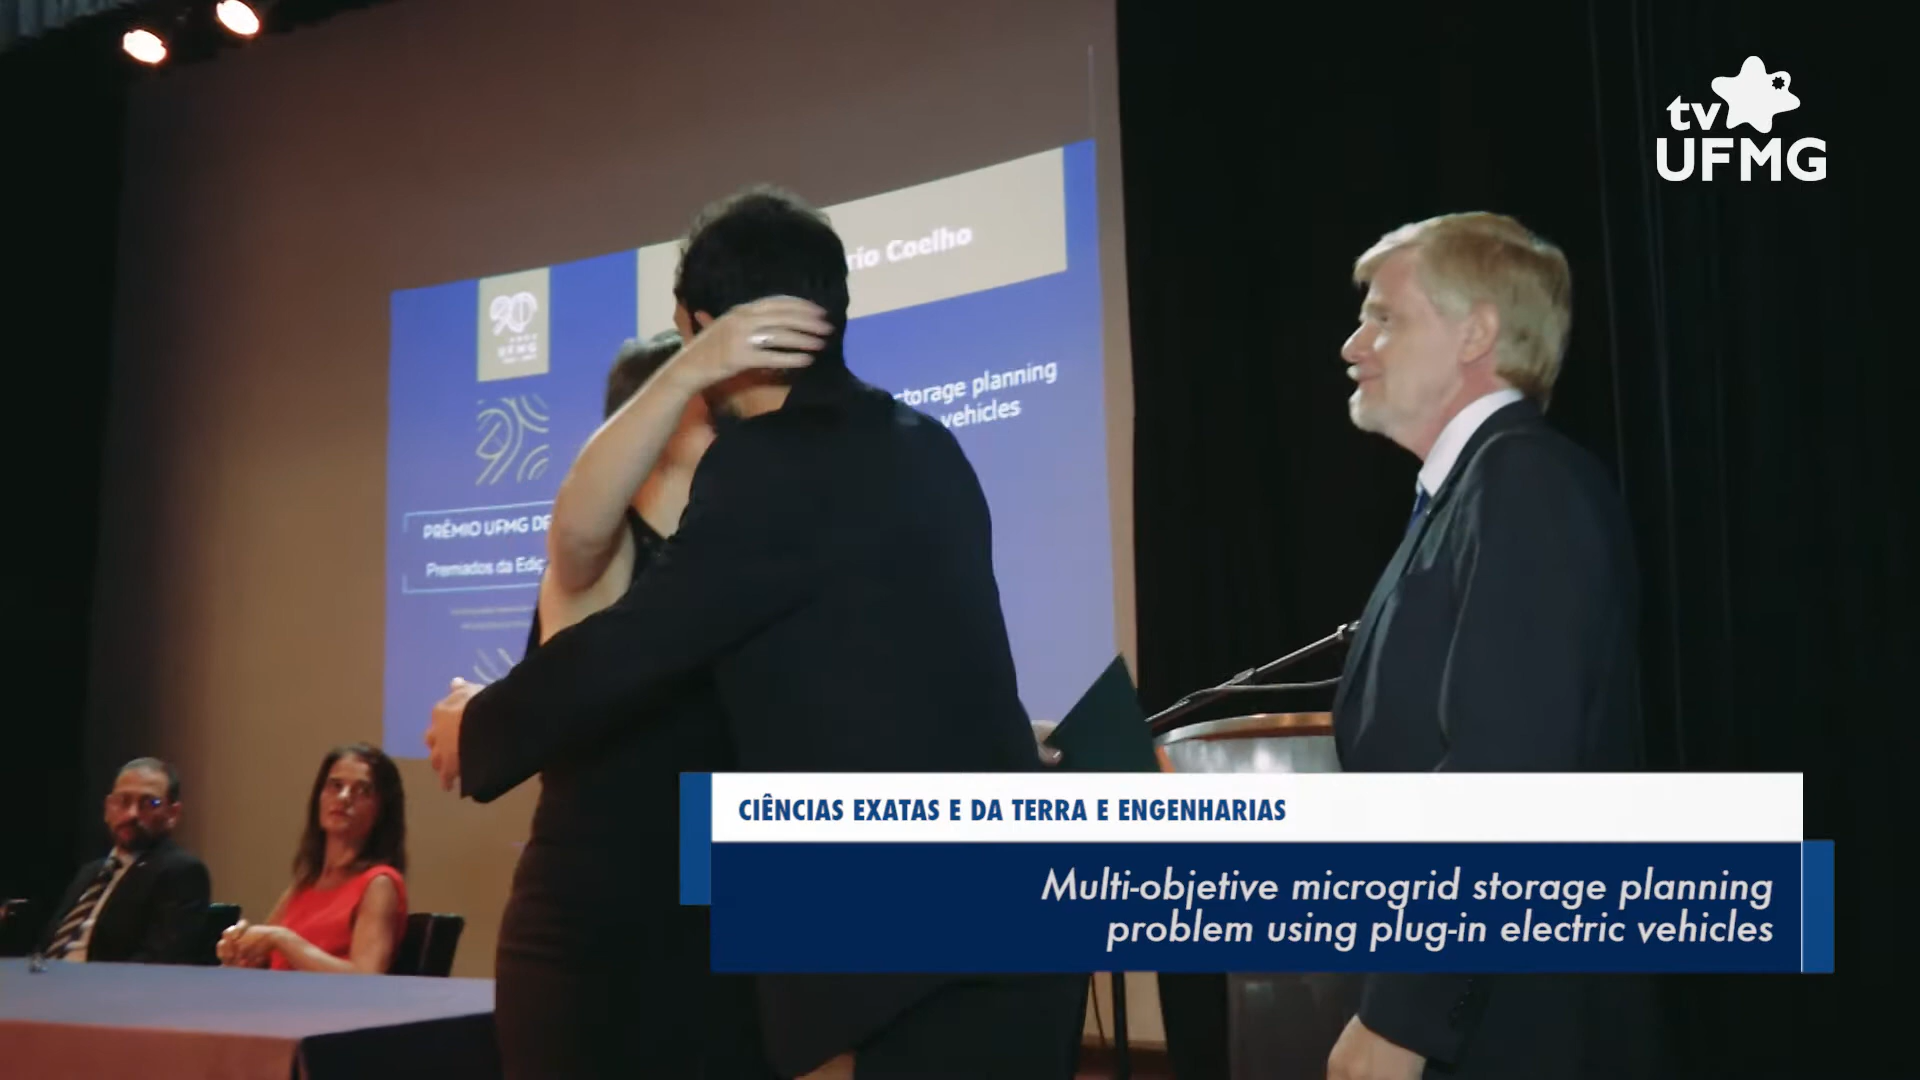 tv
UFMG
rio Coelho
UFMG
storage planning
vehicles
PRÊMIO UFMG DE
Premiados da Ediç
CIÊNCIAS EXATAS E DA TERRA E ENGENHARIAS
Multi-objetive microgrid storage planning
problem using plug-in electric vehicles